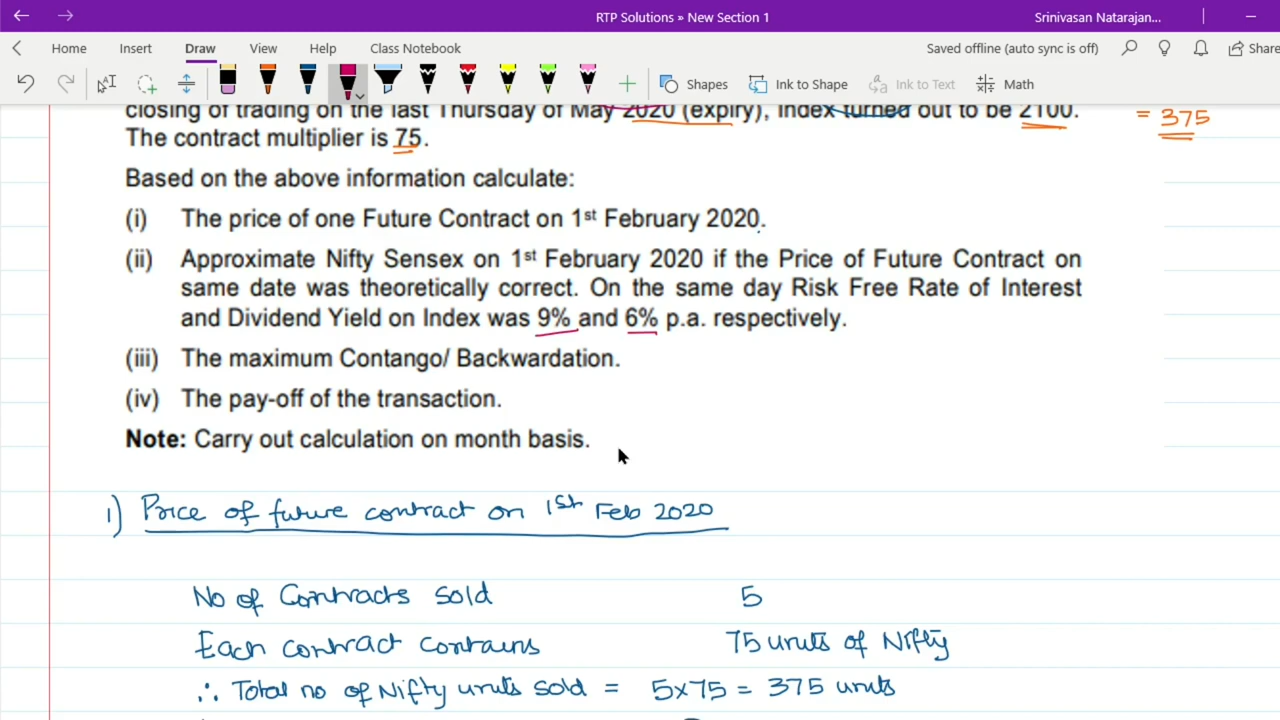 RTP Solutions » New Section 1
Srinivasan Natarajan...
Home Insert Draw View Help Class Notebook
Saved offline (auto sync is off)
Share
Shapes Ink to Shape Ink to Text Math
closing of trading on the last Thursday of May 2020 (expiry), Index turned out to be 2100.
= 375
The contract multiplier is 75.
Based on the above information calculate:
(i) The price of one Future Contract on 1st February 2020.
(ii) Approximate Nifty Sensex on 1st February 2020 if the Price of Future Contract on
same date was theoretically correct. On the same day Risk Free Rate of Interest
and Dividend Yield on Index was 9% and 6% p.a. respectively.
(iii) The maximum Contango/ Backwardation.
(iv) The pay-off of the transaction.
Note: Carry out calculation on month basis.
1) Price of future contract on 1st Feb 2020
No of Contracts sold 5
Each contract contains 75 units of Nifty
∴ Total no of Nifty units sold = 5x75 = 375 units